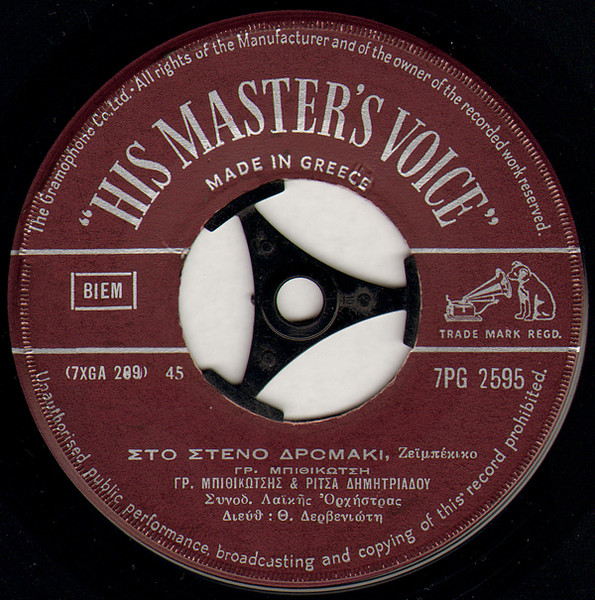 The Gramophone Co. Ltd. · All rights of the Manufacturer and of the owner of the recorded work reserved.
"HIS MASTER'S VOICE"
MADE IN GREECE
BIEM
TRADE MARK REGD.
(7XGA 209) 45
7PG 2595
ΣΤΟ ΣΤΕΝΟ ΔΡΟΜΑΚΙ, Ζεϊμπέκικο
ΓΡ. ΜΠΙΘΙΚΩΤΣΗ
ΓΡ. ΜΠΙΘΙΚΩΤΣΗΣ & ΡΙΤΣΑ ΔΗΜΗΤΡΙΑΔΟΥ
Συνοδ. Λαϊκῆς Ὀρχήστρας
Διευθ : Θ. Δερβενιώτη
Unauthorised public performance, broadcasting and copying of this record prohibited.